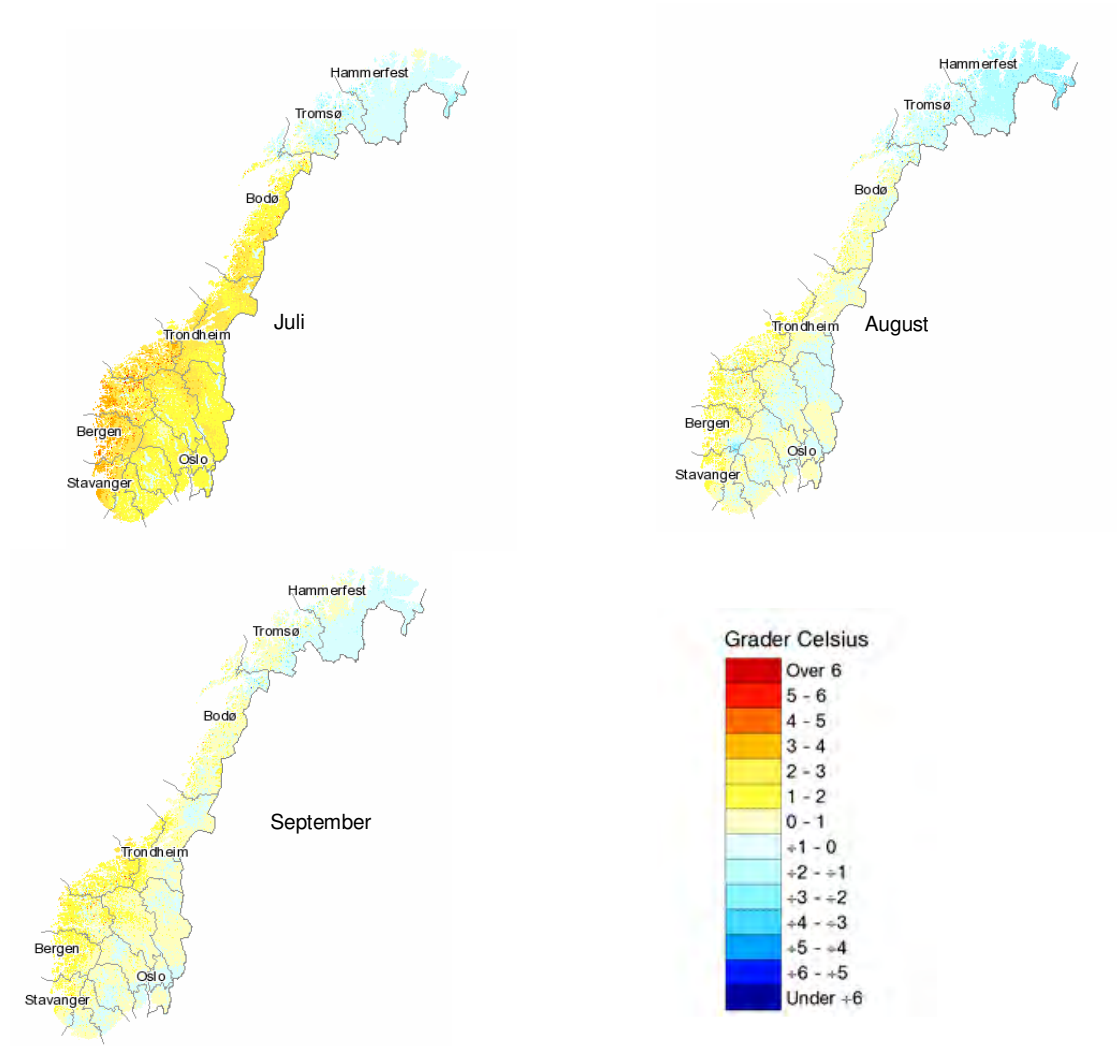 Hammerfest
Tromsø
Bodø
Juli
Trondheim
Bergen
Oslo
Stavanger
Hammerfest
Tromsø
Bodø
August
Trondheim
Bergen
Oslo
Stavanger
Hammerfest
Tromsø
Bodø
September
Trondheim
Bergen
Oslo
Stavanger
Grader Celsius
Over 6
5 - 6
4 - 5
3 - 4
2 - 3
1 - 2
0 - 1
÷1 - 0
÷2 - ÷1
÷3 - ÷2
÷4 - ÷3
÷5 - ÷4
÷6 - ÷5
Under ÷6